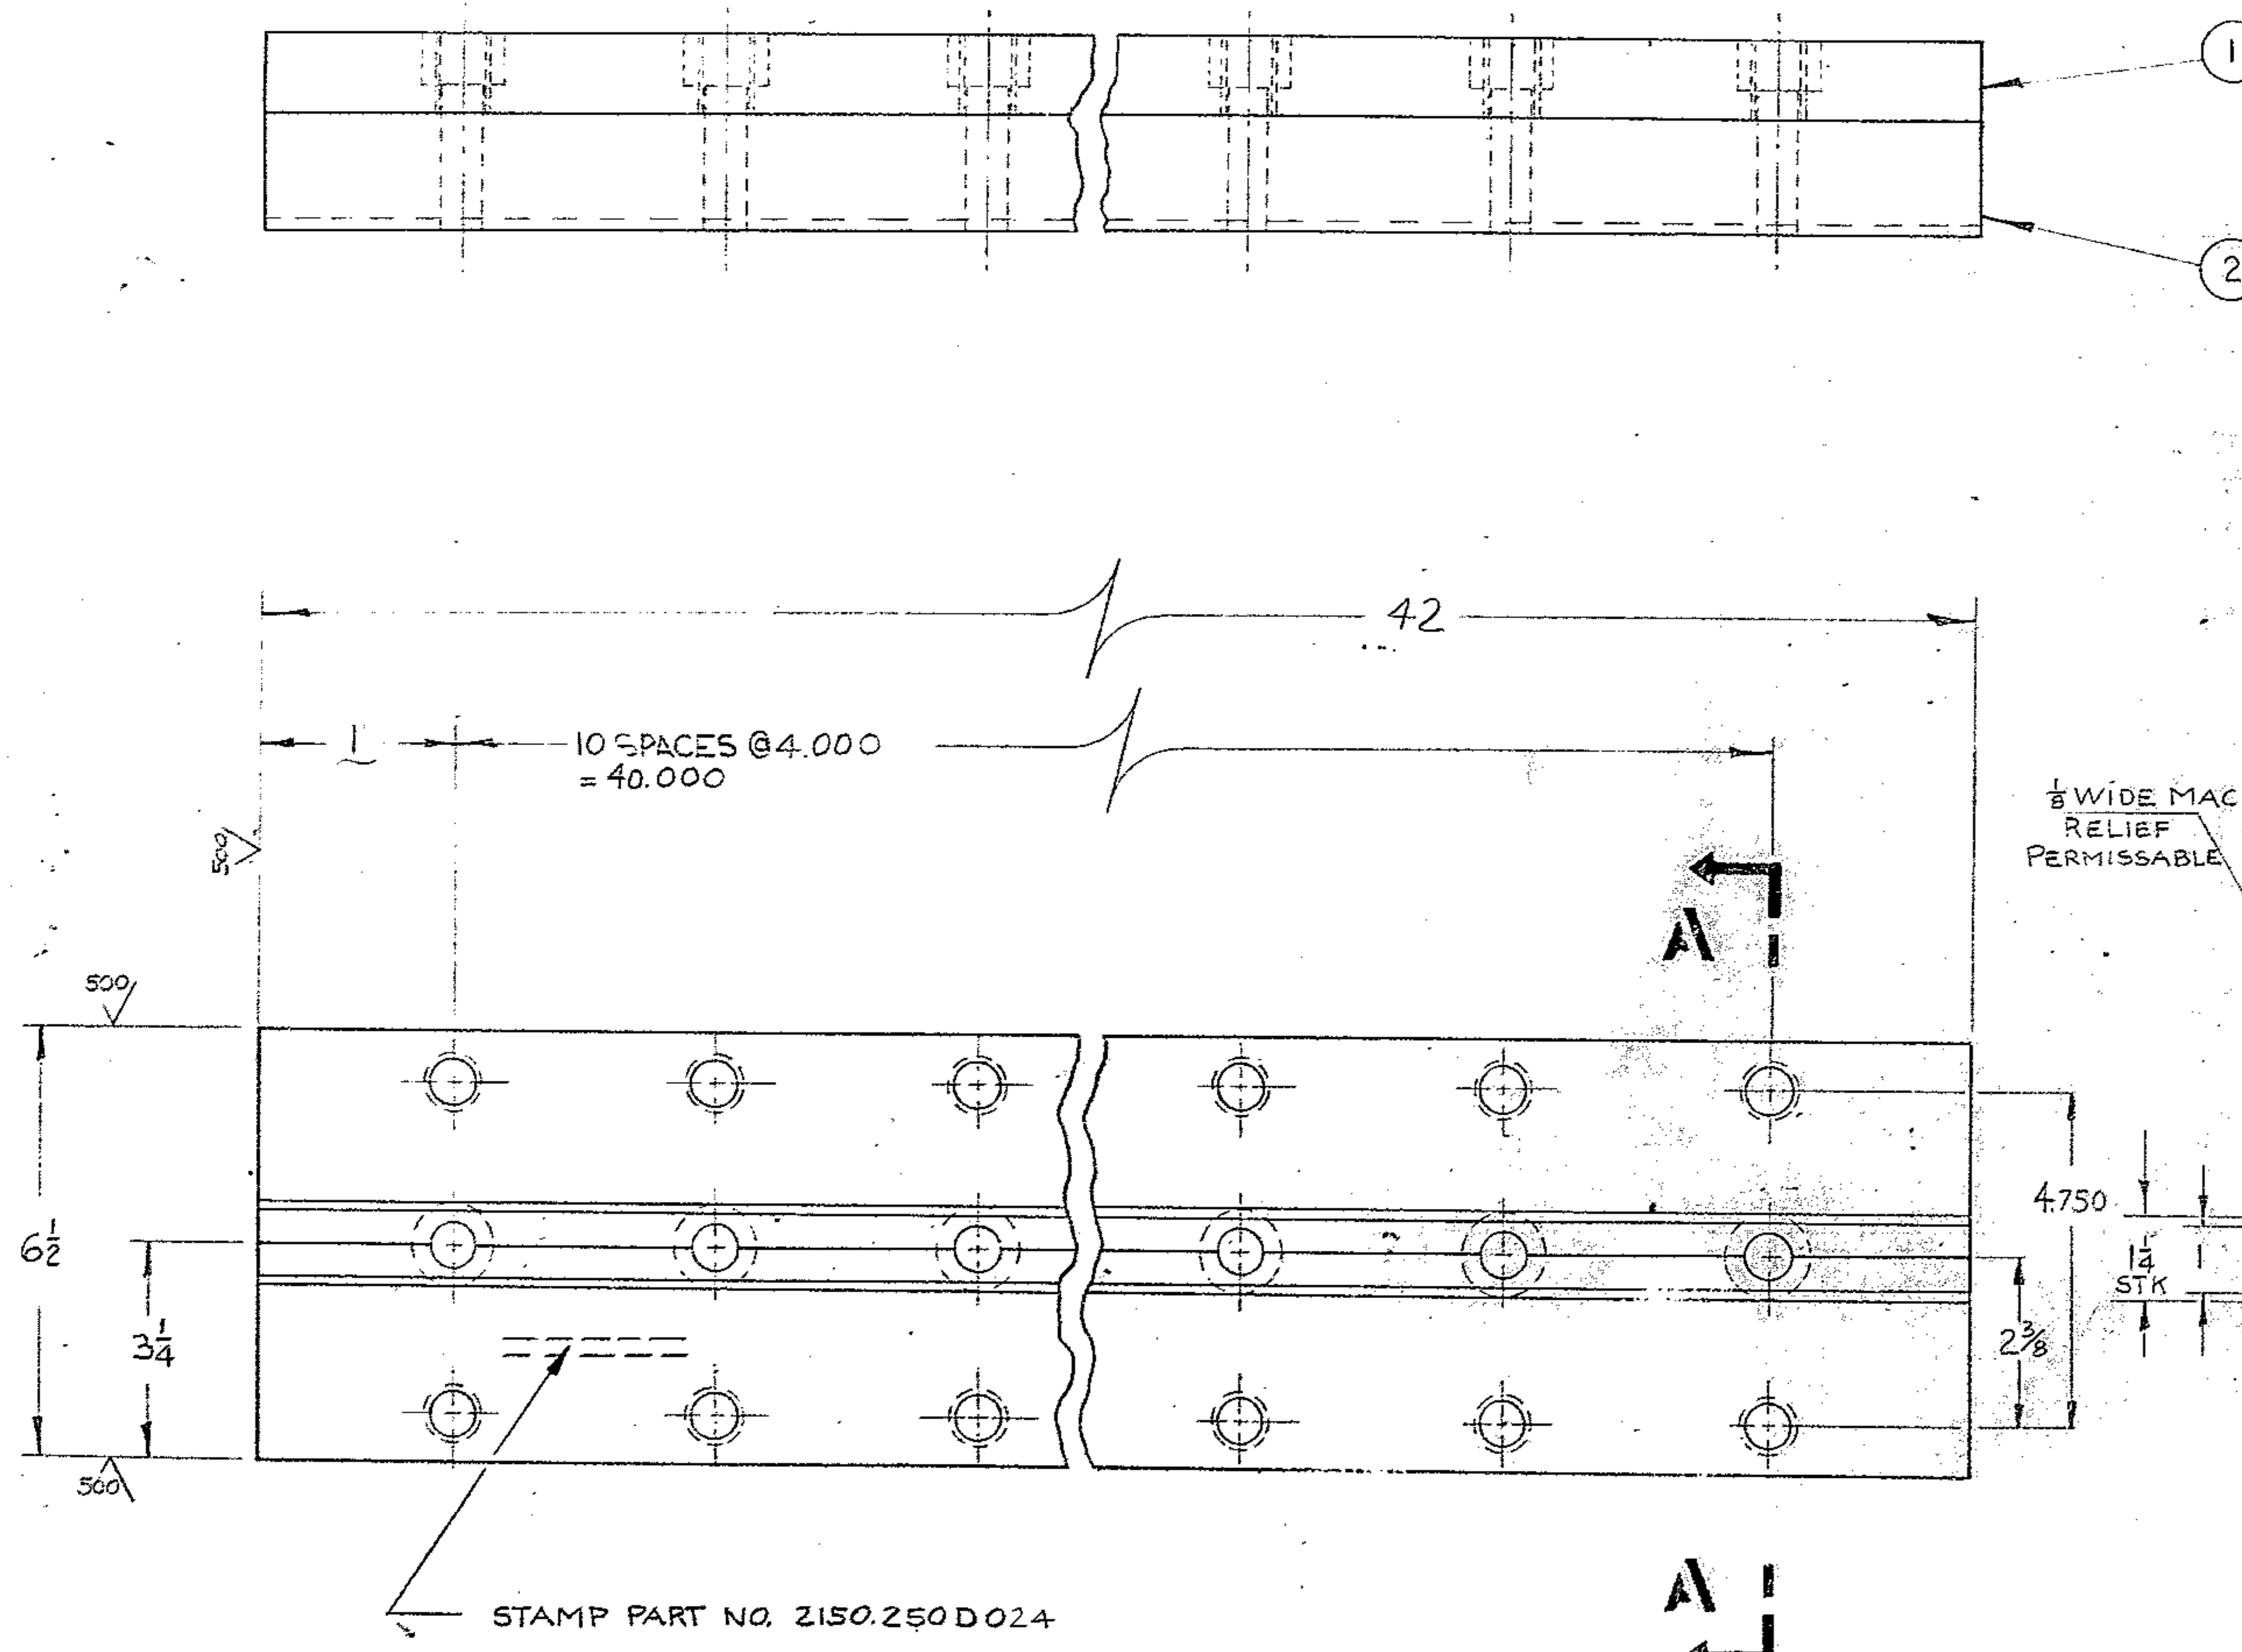 1
2
42
1
10 SPACES @ 4.000
= 40.000
500
1/8 WIDE MAC
RELIEF
PERMISSABLE
A
500
6 1/2
3 1/4
4.750
1 1/4
STK
1
2 3/8
500
STAMP PART NO. 2150.250D024
A